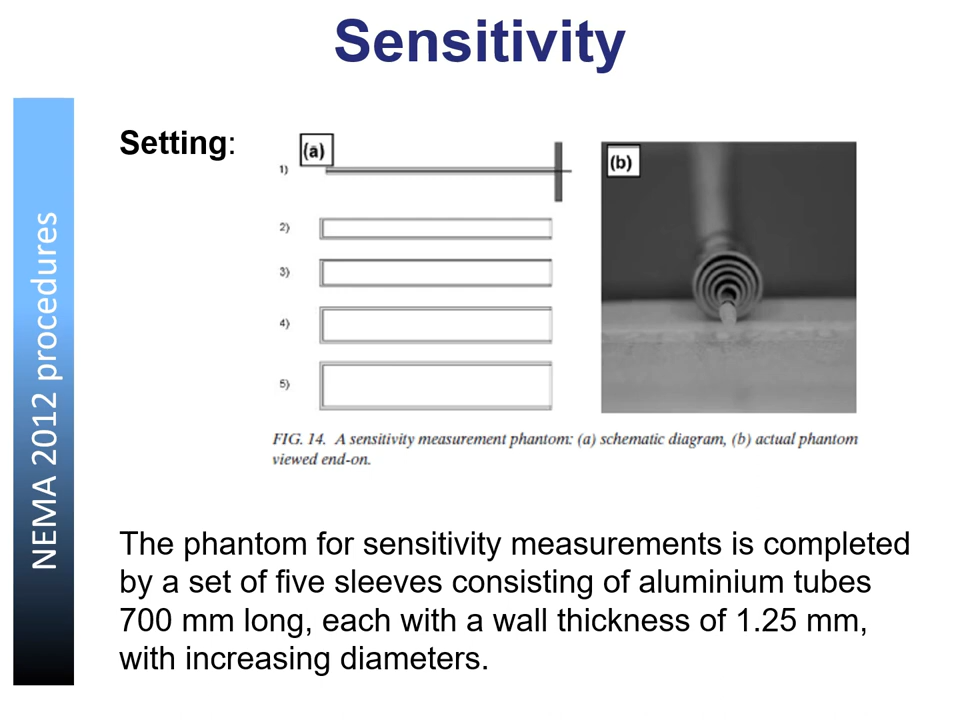 Sensitivity
NEMA 2012 procedures
Setting:
(a)
1)
2)
3)
4)
5)
(b)
FIG. 14. A sensitivity measurement phantom: (a) schematic diagram, (b) actual phantom
viewed end-on.
The phantom for sensitivity measurements is completed
by a set of five sleeves consisting of aluminium tubes
700 mm long, each with a wall thickness of 1.25 mm,
with increasing diameters.